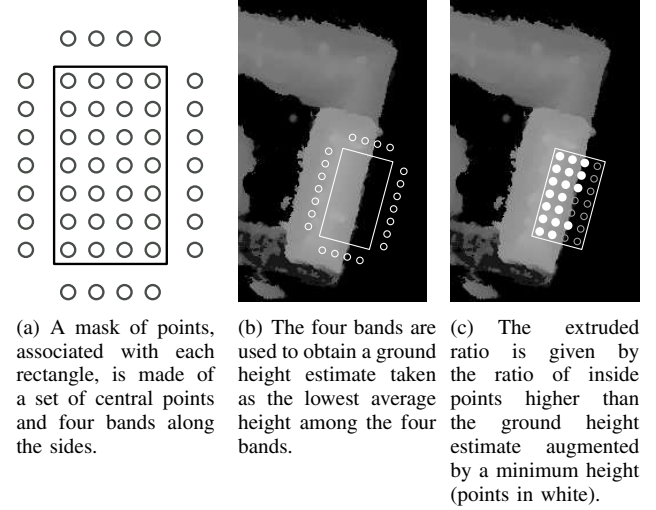 (a) A mask of points,
associated with each
rectangle, is made of
a set of central points
and four bands along
the sides.
(b) The four bands are
used to obtain a ground
height estimate taken
as the lowest average
height among the four
bands.
(c) The extruded
ratio is given by
the ratio of inside
points higher than
the ground height
estimate augmented
by a minimum height
(points in white).